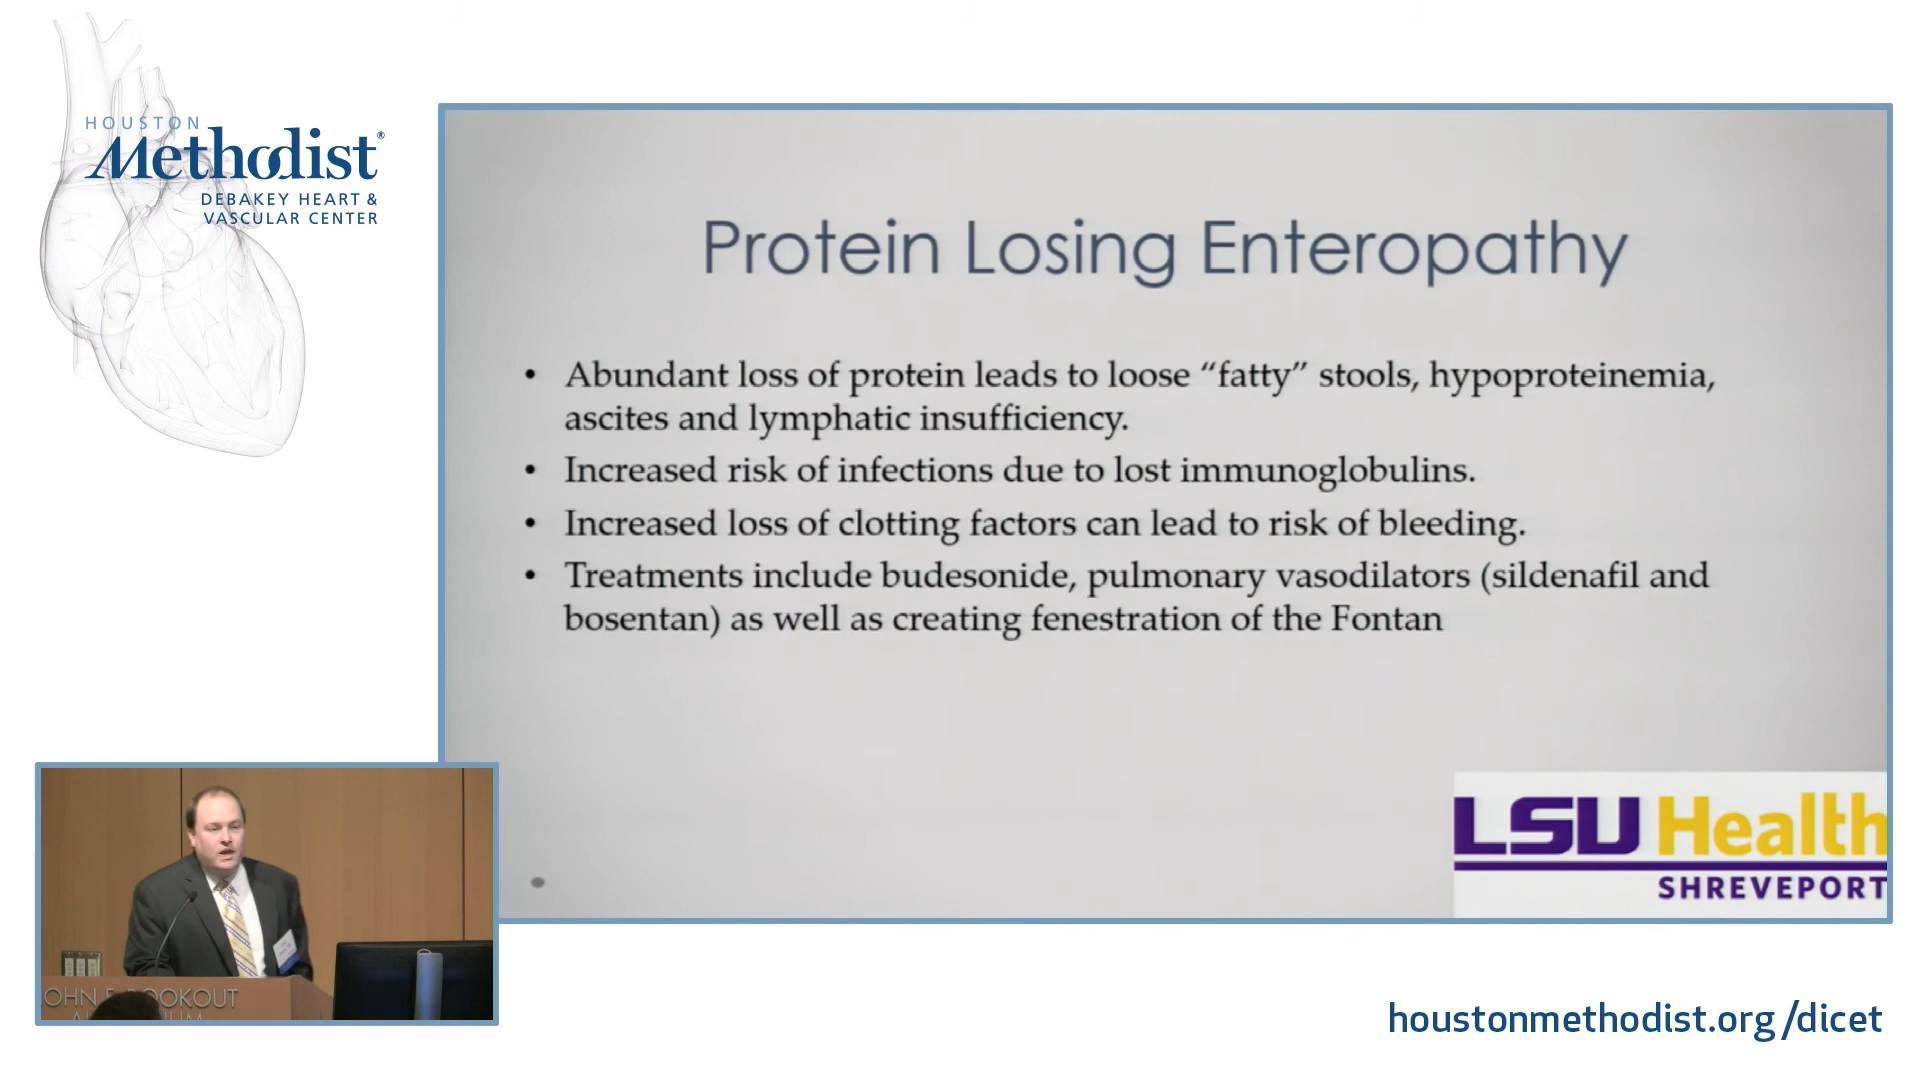 HOUSTON
Methodist®
DEBAKEY HEART &
VASCULAR CENTER
Protein Losing Enteropathy
• Abundant loss of protein leads to loose “fatty” stools, hypoproteinemia,
ascites and lymphatic insufficiency.
• Increased risk of infections due to lost immunoglobulins.
• Increased loss of clotting factors can lead to risk of bleeding.
• Treatments include budesonide, pulmonary vasodilators (sildenafil and
bosentan) as well as creating fenestration of the Fontan
LSU Health
SHREVEPORT
houstonmethodist.org/dicet